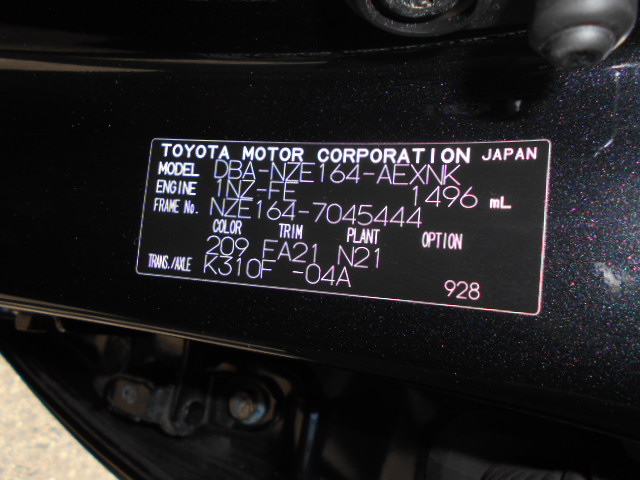 TOYOTA MOTOR CORPORATION JAPAN
MODEL DBA-NZE164-AEXNK
ENGINE 1NZ-FE 1496 mL
FRAME No. NZE164-7045444
COLOR TRIM PLANT OPTION
209 FA21 N21
TRANS./AXLE K310F -04A
928